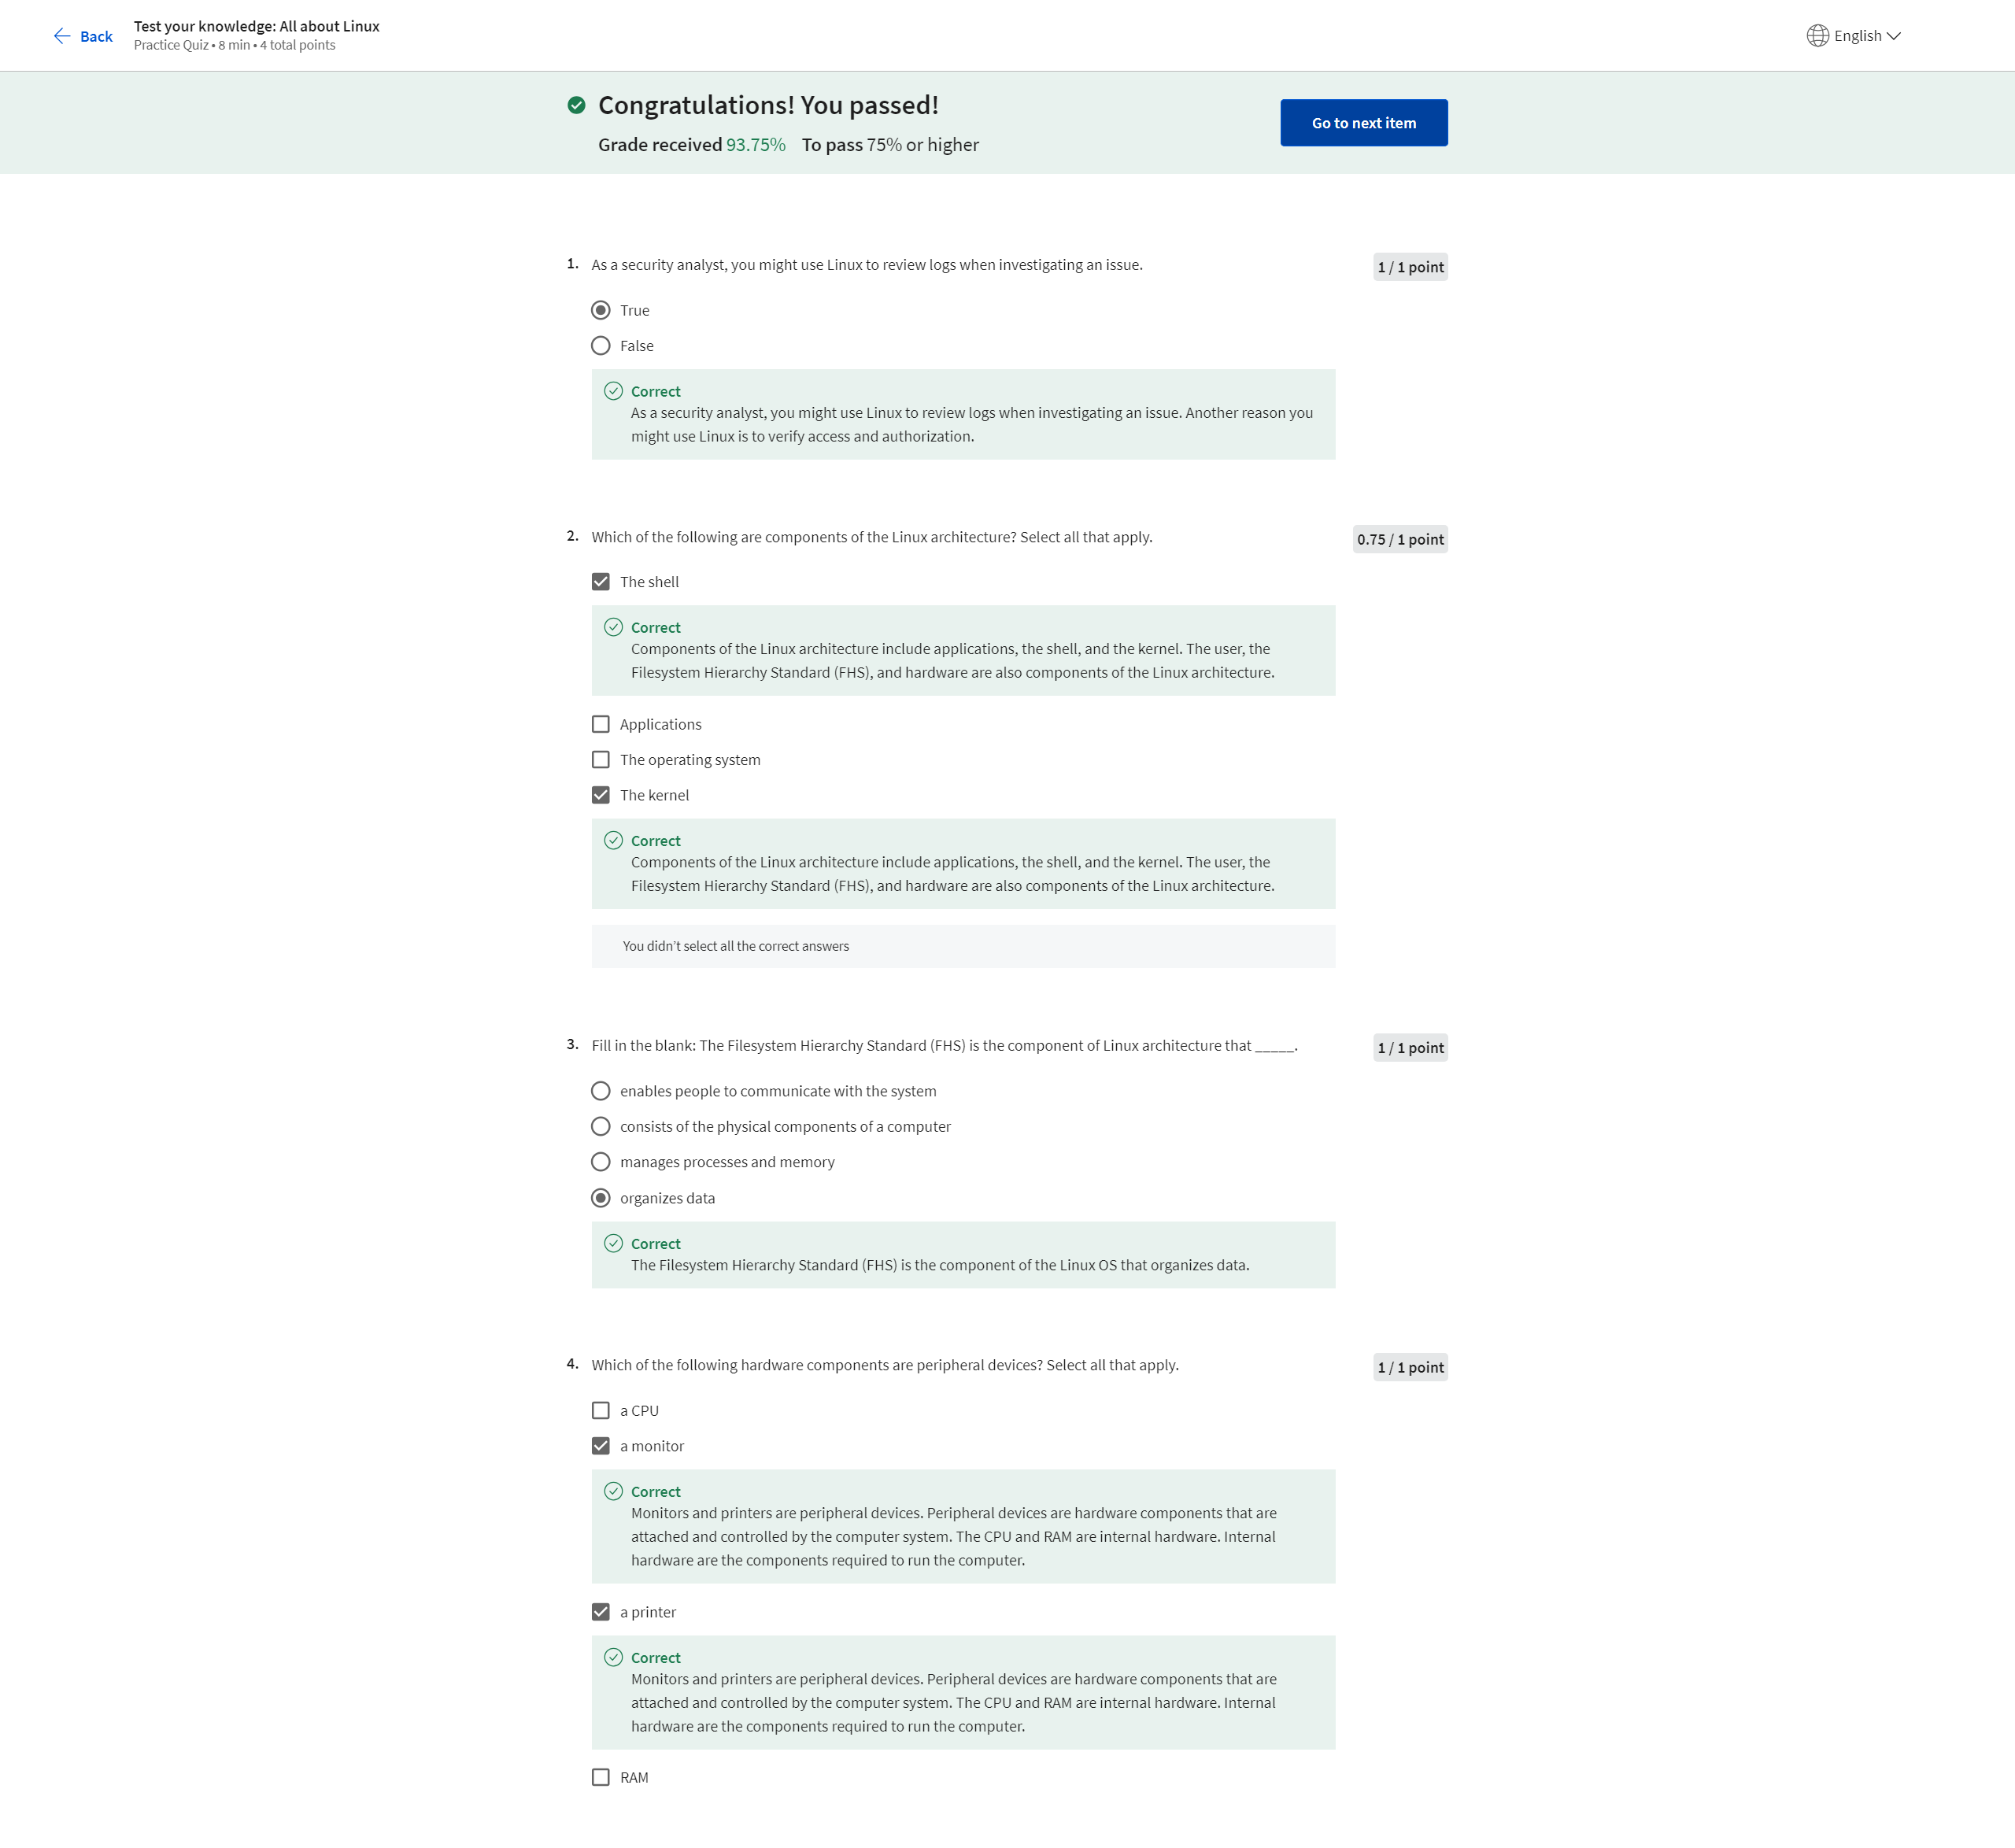 Back
Test your knowledge: All about Linux
Practice Quiz • 8 min • 4 total points
English
Congratulations! You passed!
Grade received 93.75% To pass 75% or higher
Go to next item
1. As a security analyst, you might use Linux to review logs when investigating an issue.
1 / 1 point
True
False
Correct
As a security analyst, you might use Linux to review logs when investigating an issue. Another reason you
might use Linux is to verify access and authorization.
2. Which of the following are components of the Linux architecture? Select all that apply.
0.75 / 1 point
The shell
Correct
Components of the Linux architecture include applications, the shell, and the kernel. The user, the
Filesystem Hierarchy Standard (FHS), and hardware are also components of the Linux architecture.
Applications
The operating system
The kernel
Correct
Components of the Linux architecture include applications, the shell, and the kernel. The user, the
Filesystem Hierarchy Standard (FHS), and hardware are also components of the Linux architecture.
You didn't select all the correct answers
3. Fill in the blank: The Filesystem Hierarchy Standard (FHS) is the component of Linux architecture that _____.
1 / 1 point
enables people to communicate with the system
consists of the physical components of a computer
manages processes and memory
organizes data
Correct
The Filesystem Hierarchy Standard (FHS) is the component of the Linux OS that organizes data.
4. Which of the following hardware components are peripheral devices? Select all that apply.
1 / 1 point
a CPU
a monitor
Correct
Monitors and printers are peripheral devices. Peripheral devices are hardware components that are
attached and controlled by the computer system. The CPU and RAM are internal hardware. Internal
hardware are the components required to run the computer.
a printer
Correct
Monitors and printers are peripheral devices. Peripheral devices are hardware components that are
attached and controlled by the computer system. The CPU and RAM are internal hardware. Internal
hardware are the components required to run the computer.
RAM